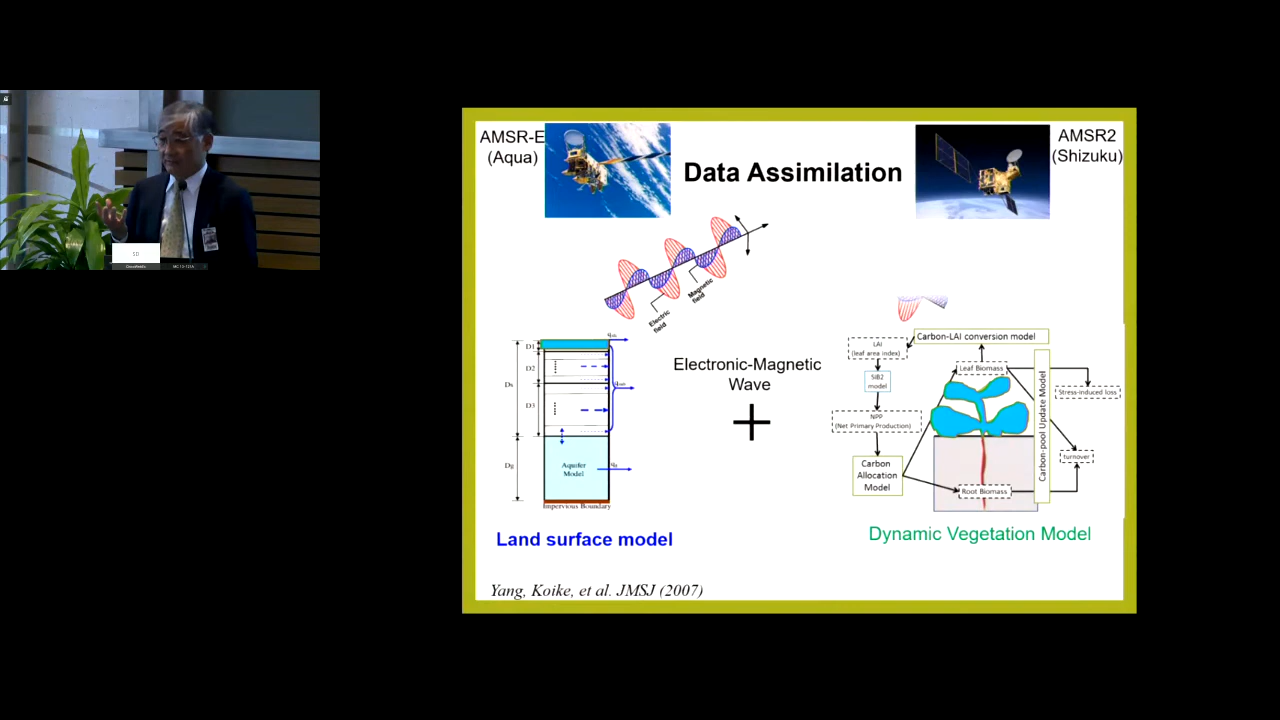 AMSR-E
(Aqua)
Data Assimilation
AMSR2
(Shizuku)
Electric
field
Magnetic
field
Electronic-Magnetic
Wave
D1
D2
Ds
D3
Dg
Aquifer
Model
Impervious Boundary
Land surface model
Carbon-LAI conversion model
LAI
(leaf area index)
Leaf Biomass
SiB2
model
Stress-induced loss
NPP
(Net Primary Production)
Carbon-pool Update Model
turnover
Carbon
Allocation
Model
Root Biomass
Dynamic Vegetation Model
Yang, Koike, et al. JMSJ (2007)